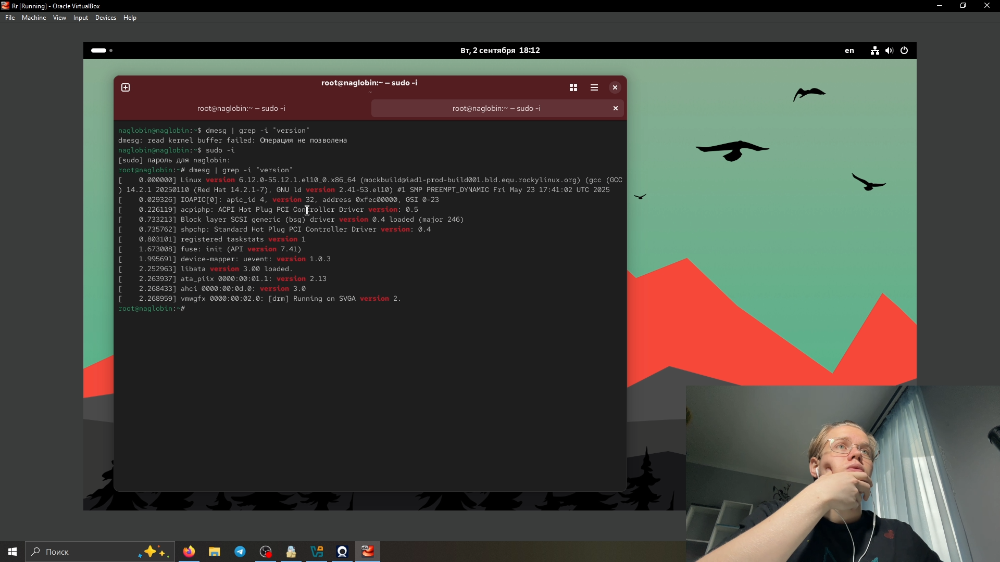 Rr [Running] - Oracle VirtualBox
File Machine View Input Devices Help
Вт, 2 сентября 18:12
en
root@naglobin:~ — sudo -i
~
root@naglobin:~ — sudo -i
root@naglobin:~ — sudo -i
naglobin@naglobin:~$ dmesg | grep -i "version"
dmesg: read kernel buffer failed: Операция не позволена
naglobin@naglobin:~$ sudo -i
[sudo] пароль для naglobin:
root@naglobin:~# dmesg | grep -i "version"
[    0.000000] Linux version 6.12.0-55.12.1.el10_0.x86_64 (mockbuild@iad1-prod-build001.bld.equ.rockylinux.org) (gcc (GCC
) 14.2.1 20250110 (Red Hat 14.2.1-7), GNU ld version 2.41-53.el10) #1 SMP PREEMPT_DYNAMIC Fri May 23 17:41:02 UTC 2025
[    0.029326] IOAPIC[0]: apic_id 4, version 32, address 0xfec00000, GSI 0-23
[    0.226119] acpiphp: ACPI Hot Plug PCI Controller Driver version: 0.5
[    0.733213] Block layer SCSI generic (bsg) driver version 0.4 loaded (major 246)
[    0.735762] shpchp: Standard Hot Plug PCI Controller Driver version: 0.4
[    0.803101] registered taskstats version 1
[    1.673008] fuse: init (API version 7.41)
[    1.995691] device-mapper: uevent: version 1.0.3
[    2.252963] libata version 3.00 loaded.
[    2.263937] ata_piix 0000:00:01.1: version 2.13
[    2.268433] ahci 0000:00:0d.0: version 3.0
[    2.268959] vmwgfx 0000:00:02.0: [drm] Running on SVGA version 2.
root@naglobin:~#
Поиск